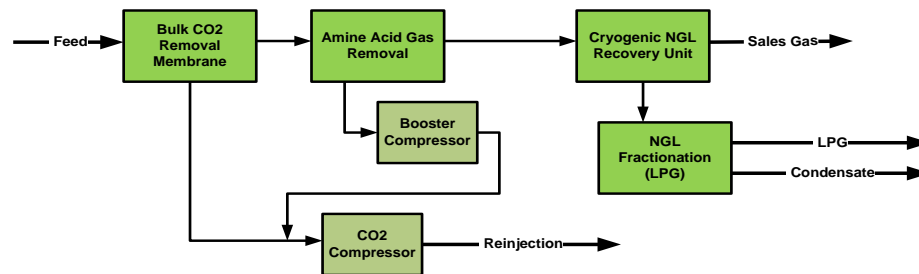 Feed
Bulk CO2
Removal
Membrane
Amine Acid Gas
Removal
Cryogenic NGL
Recovery Unit
Sales Gas
Booster
Compressor
NGL
Fractionation
(LPG)
LPG
Condensate
CO2
Compressor
Reinjection